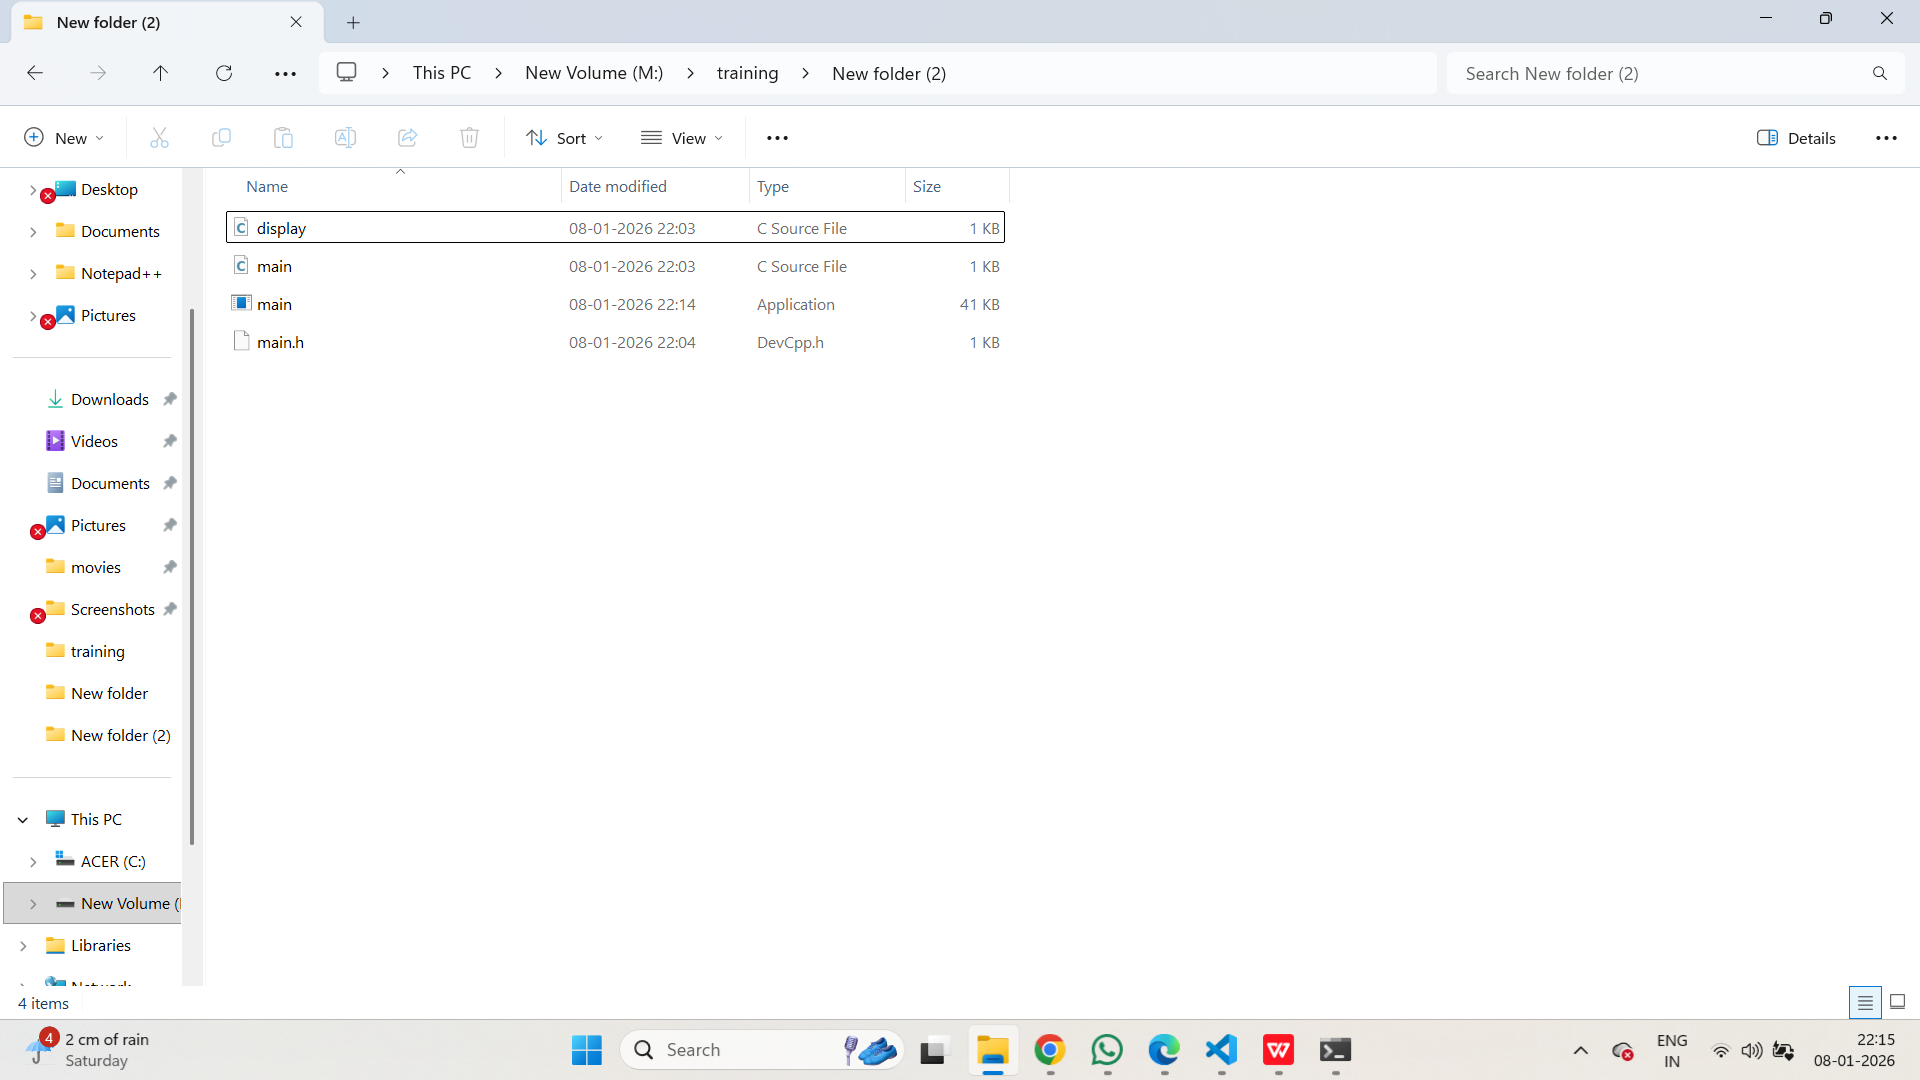 New folder (2)
This PC > New Volume (M:) > training > New folder (2)
Search New folder (2)
New
Sort
View
Details
Name Date modified Type Size
display 08-01-2026 22:03 C Source File 1 KB
main 08-01-2026 22:03 C Source File 1 KB
main 08-01-2026 22:14 Application 41 KB
main.h 08-01-2026 22:04 DevCpp.h 1 KB
Desktop
Documents
Notepad++
Pictures
Downloads
Videos
Documents
Pictures
movies
Screenshots
training
New folder
New folder (2)
This PC
ACER (C:)
New Volume (
Libraries
Network
4 items
4
2 cm of rain
Saturday
Search
ENG
IN
22:15
08-01-2026